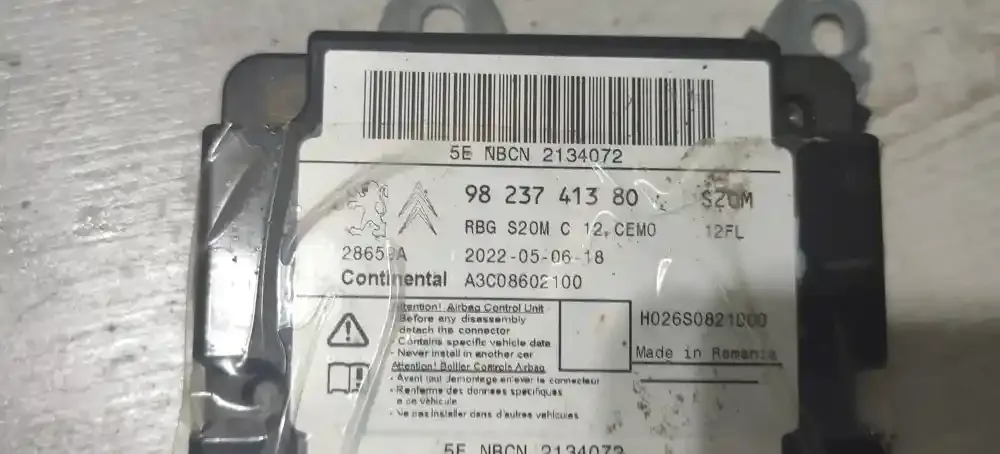 5E NBCN 2134072
98 237 413 80 S20M
RBG S20M C 12, CEMO 12FL
28659A 2022-05-06-18
Continental A3C08602100
Attention! Airbag Control Unit
- Before any disassembly
detach the connector
- Contains specific vehicle data
- Never install in another car
H026S0821D00
Made in Romania
Attention! Boîtier Controle Airbag
- Avant tout demontage enlever le connecteur
- Renferme des donnees specifiques
a ce vehicule
- Ne pas installer dans d'autres vehicules
5E NBCN 2134072